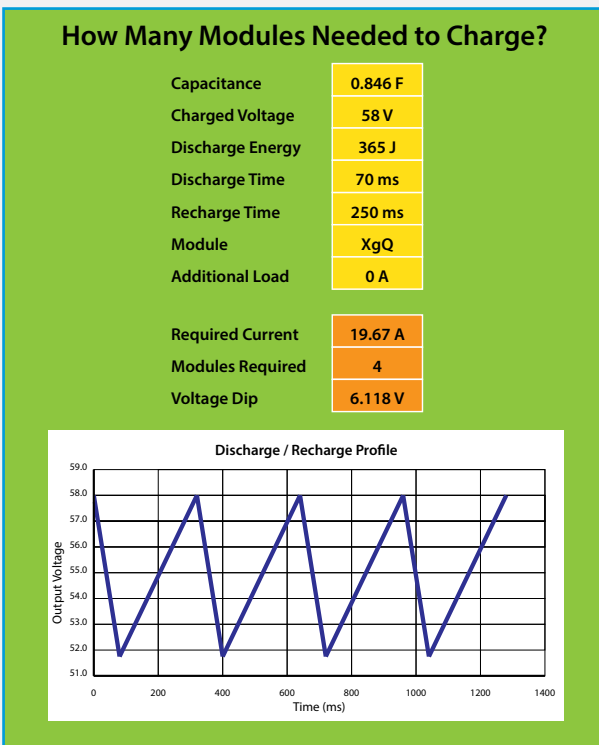 How Many Modules Needed to Charge?
Capacitance 0.846 F
Charged Voltage 58 V
Discharge Energy 365 J
Discharge Time 70 ms
Recharge Time 250 ms
Module XgQ
Additional Load 0 A
Required Current 19.67 A
Modules Required 4
Voltage Dip 6.118 V
Discharge / Recharge Profile
Output Voltage
59.0
58.0
57.0
56.0
55.0
54.0
53.0
52.0
51.0
0 200 400 600 800 1000 1200 1400
Time (ms)